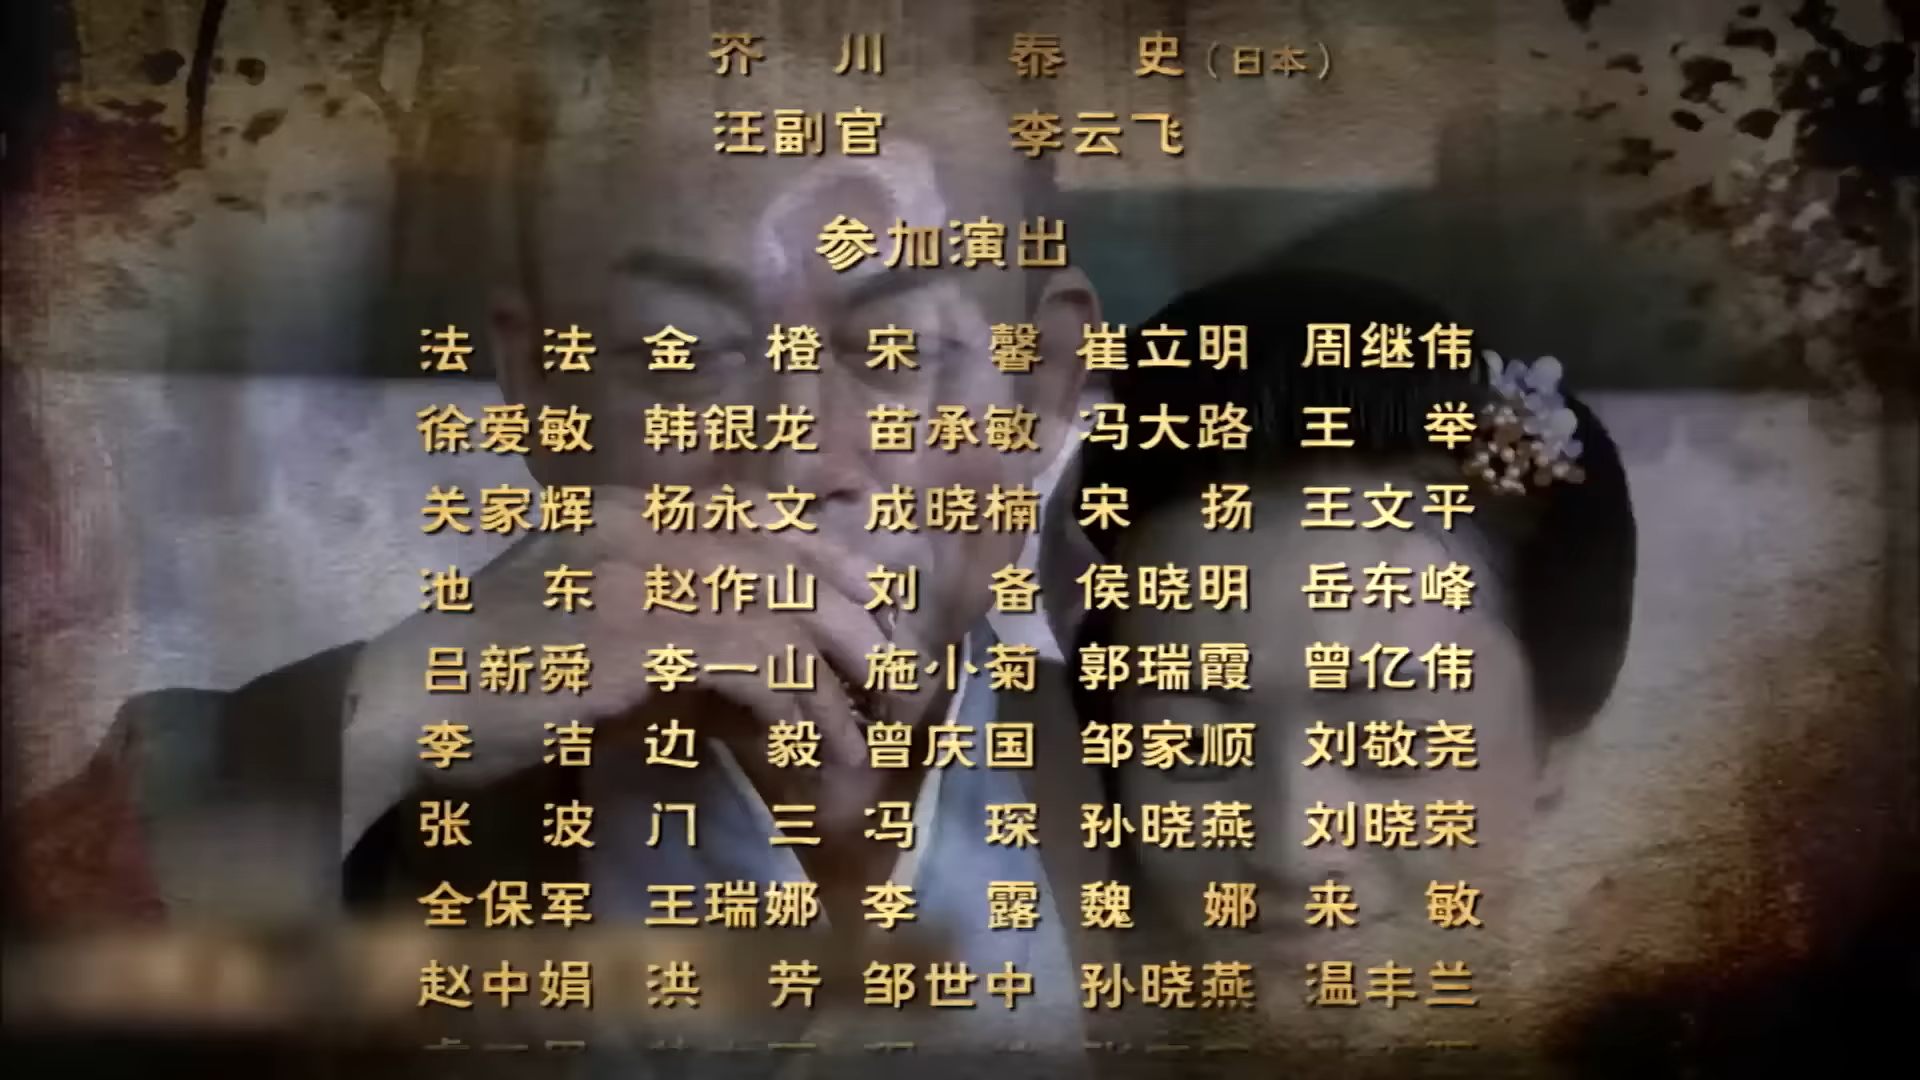 芥川 泰史（日本）
汪副官 李云飞
参加演出
法法 金橙 宋馨 崔立明 周继伟
徐爱敏 韩银龙 苗承敏 冯大路 王举
关家辉 杨永文 成晓楠 宋扬 王文平
池东 赵作山 刘备 侯晓明 岳东峰
吕新舜 李一山 施小菊 郭瑞霞 曾亿伟
李洁 边毅 曾庆国 邹家顺 刘敬尧
张波 门三 冯琛 孙晓燕 刘晓荣
全保军 王瑞娜 李露 魏娜 来敏
赵中娟 洪芳 邹世中 孙晓燕 温丰兰